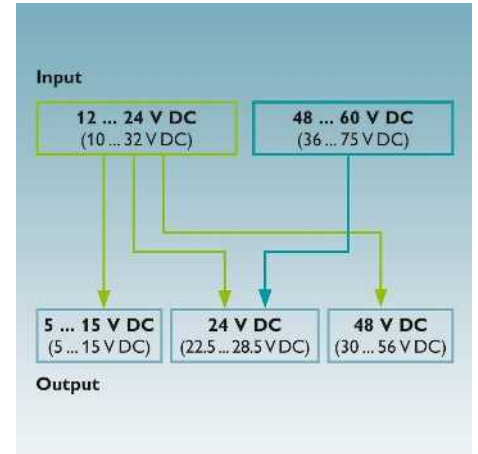 Input
12 ... 24 V DC
(10 ... 32 V DC)
48 ... 60 V DC
(36 ... 75 V DC)
5 ... 15 V DC
(5 ... 15 V DC)
24 V DC
(22.5 ... 28.5 V DC)
48 V DC
(30 ... 56 V DC)
Output